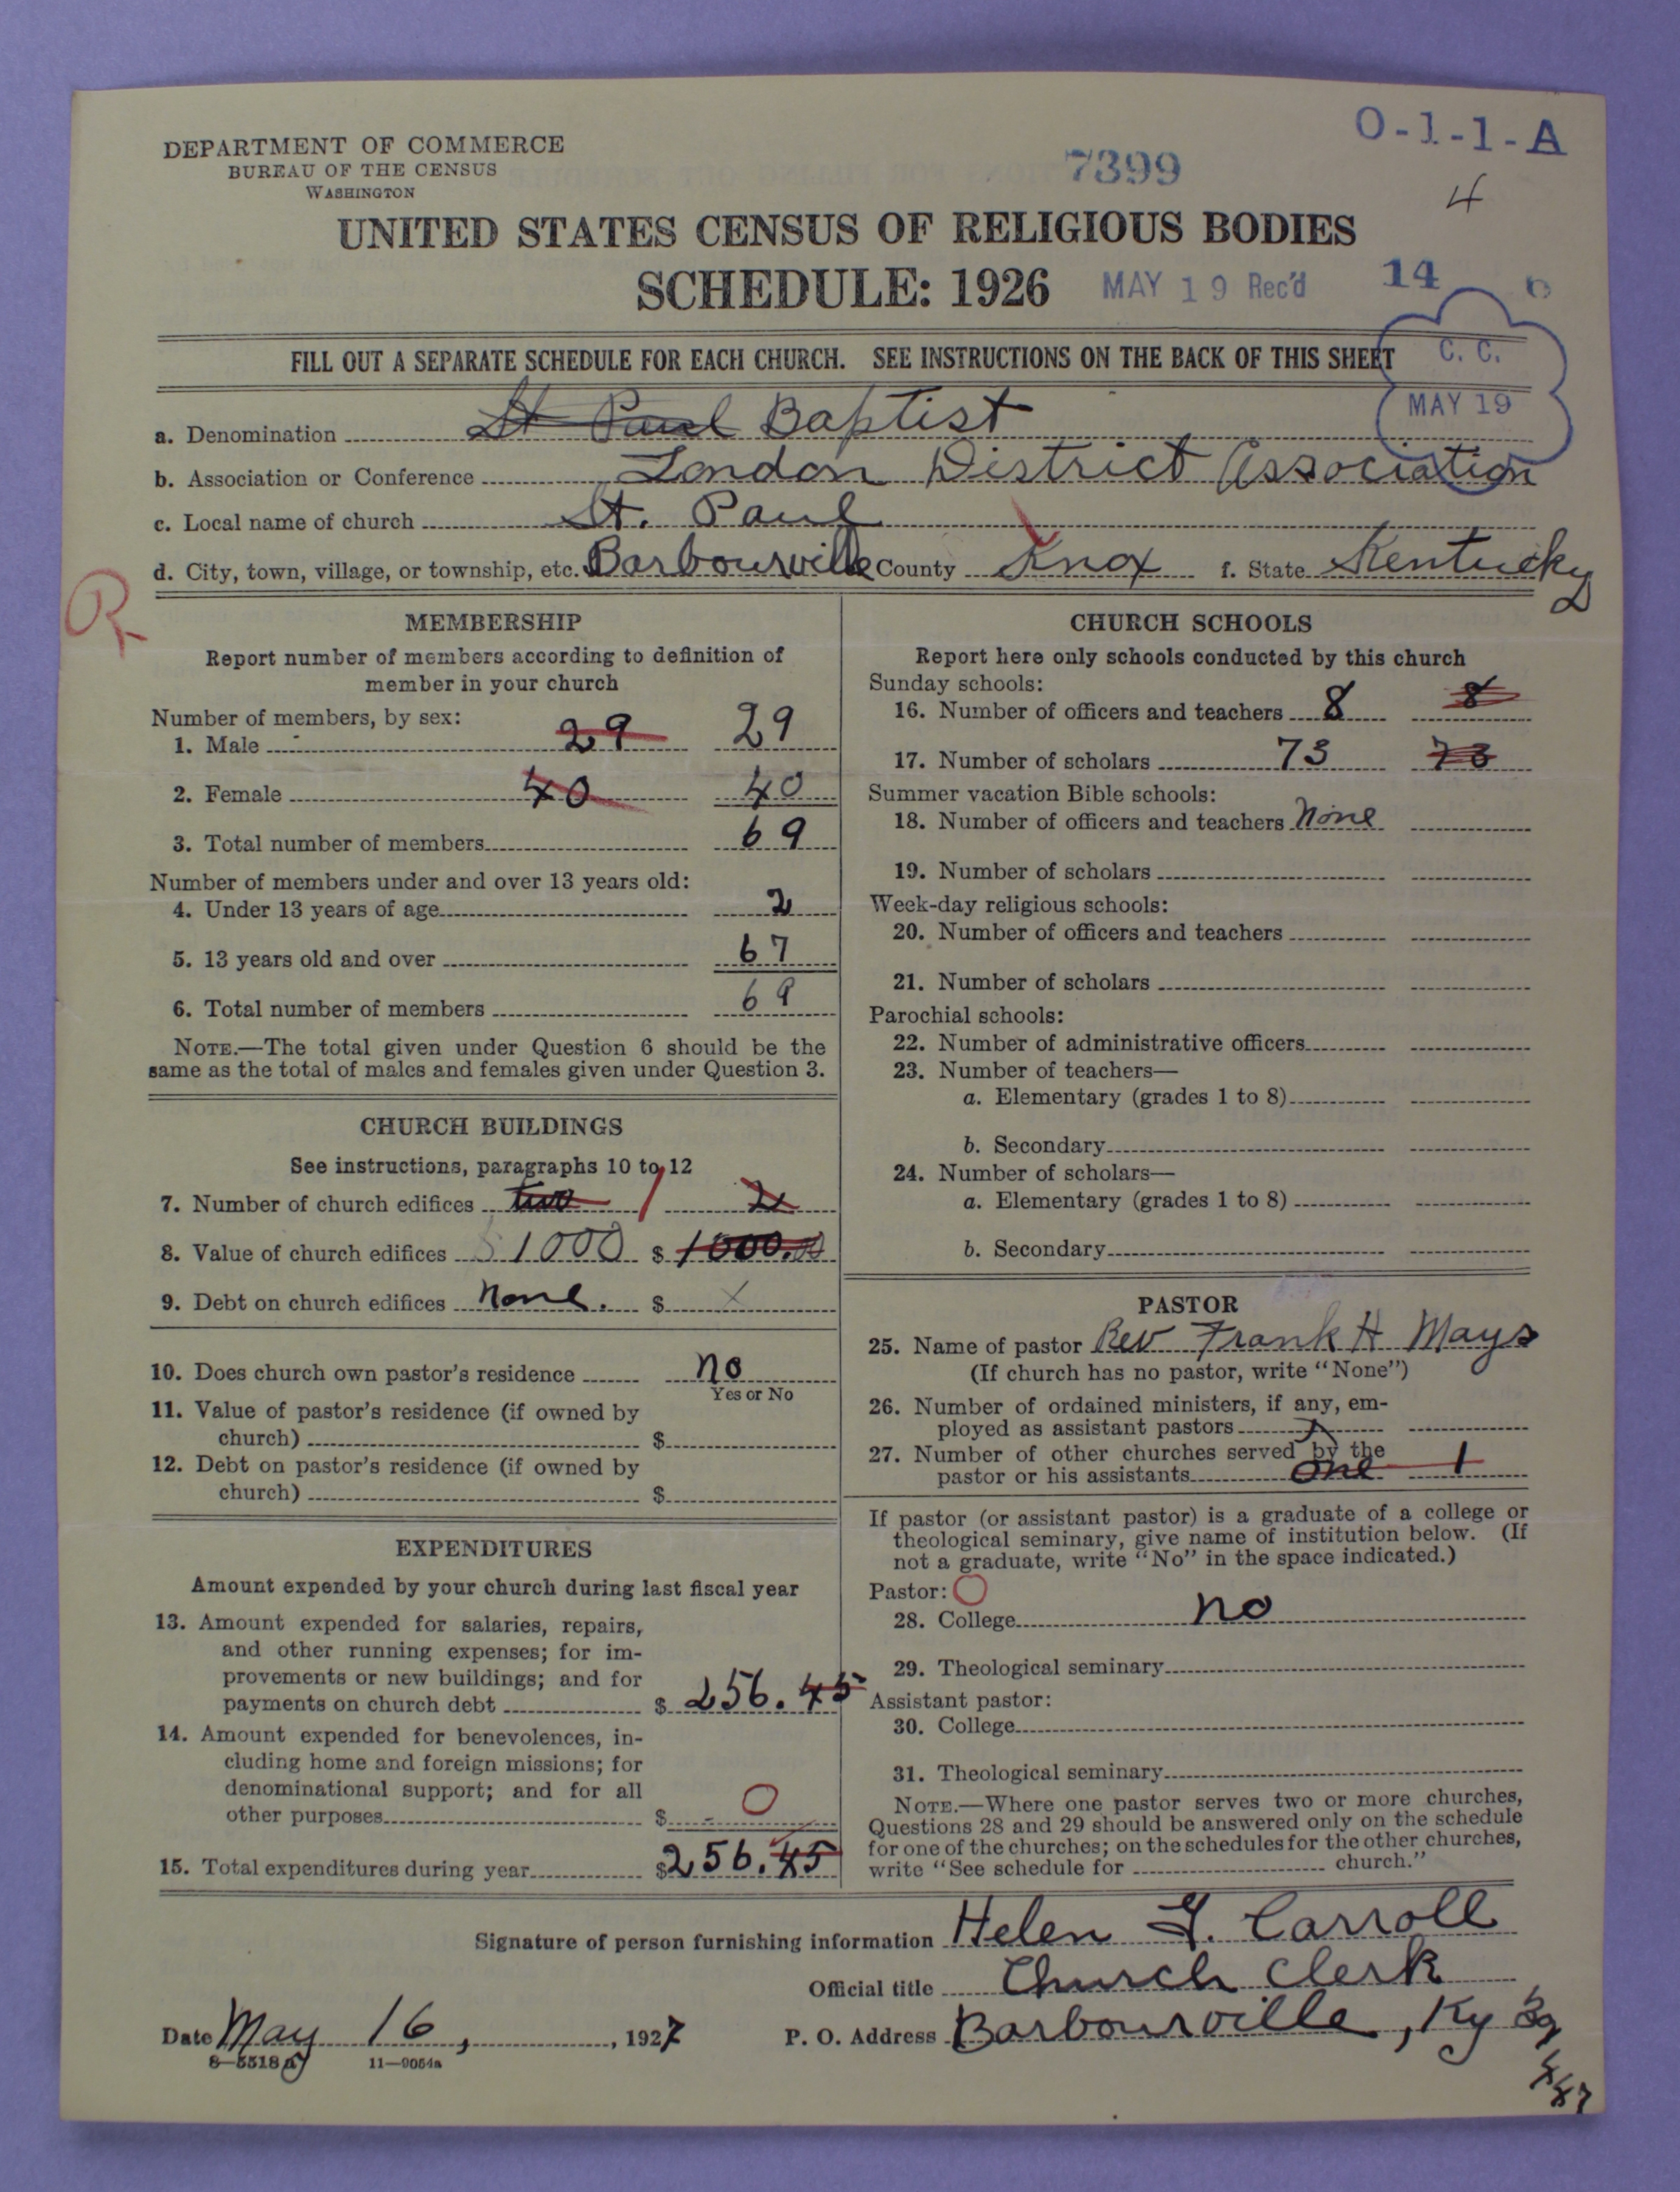 DEPARTMENT OF COMMERCE
BUREAU OF THE CENSUS
WASHINGTON
O-1-1-A
7399
4
UNITED STATES CENSUS OF RELIGIOUS BODIES
SCHEDULE: 1926
MAY 19 Rec'd
14
FILL OUT A SEPARATE SCHEDULE FOR EACH CHURCH. SEE INSTRUCTIONS ON THE BACK OF THIS SHEET
C. C.
MAY 19
a. Denomination St Paul Baptist
b. Association or Conference London District Association
c. Local name of church St. Paul
d. City, town, village, or township, etc. Barbourville County Knox f. State Kentucky
MEMBERSHIP
Report number of members according to definition of
member in your church
Number of members, by sex:
1. Male 29 29
2. Female 40 40
3. Total number of members 69
Number of members under and over 13 years old:
4. Under 13 years of age 2
5. 13 years old and over 67
6. Total number of members 69
NOTE.—The total given under Question 6 should be the
same as the total of males and females given under Question 3.
CHURCH BUILDINGS
See instructions, paragraphs 10 to 12
7. Number of church edifices two 1 2
8. Value of church edifices $1000 $ 1000.00
9. Debt on church edifices None. $ X
10. Does church own pastor's residence no
Yes or No
11. Value of pastor's residence (if owned by
church) $
12. Debt on pastor's residence (if owned by
church) $
EXPENDITURES
Amount expended by your church during last fiscal year
13. Amount expended for salaries, repairs,
and other running expenses; for im-
provements or new buildings; and for
payments on church debt $ 256.45
14. Amount expended for benevolences, in-
cluding home and foreign missions; for
denominational support; and for all
other purposes $ 0
15. Total expenditures during year $256.45
CHURCH SCHOOLS
Report here only schools conducted by this church
Sunday schools:
16. Number of officers and teachers 8 8
17. Number of scholars 73 73
Summer vacation Bible schools:
18. Number of officers and teachers None
19. Number of scholars
Week-day religious schools:
20. Number of officers and teachers
21. Number of scholars
Parochial schools:
22. Number of administrative officers
23. Number of teachers—
a. Elementary (grades 1 to 8)
b. Secondary
24. Number of scholars—
a. Elementary (grades 1 to 8)
b. Secondary
PASTOR
25. Name of pastor Rev Frank H Mays
(If church has no pastor, write "None")
26. Number of ordained ministers, if any, em-
ployed as assistant pastors
27. Number of other churches served by the
pastor or his assistants one 1
If pastor (or assistant pastor) is a graduate of a college or
theological seminary, give name of institution below. (If
not a graduate, write "No" in the space indicated.)
Pastor: O
28. College no
29. Theological seminary
Assistant pastor:
30. College
31. Theological seminary
NOTE.—Where one pastor serves two or more churches,
Questions 28 and 29 should be answered only on the schedule
for one of the churches; on the schedules for the other churches,
write "See schedule for church."
Signature of person furnishing information Helen G. Carroll
Official title Church Clerk
Date May 16, 1927 P. O. Address Barbourville, Ky
8—5518 11—9054a